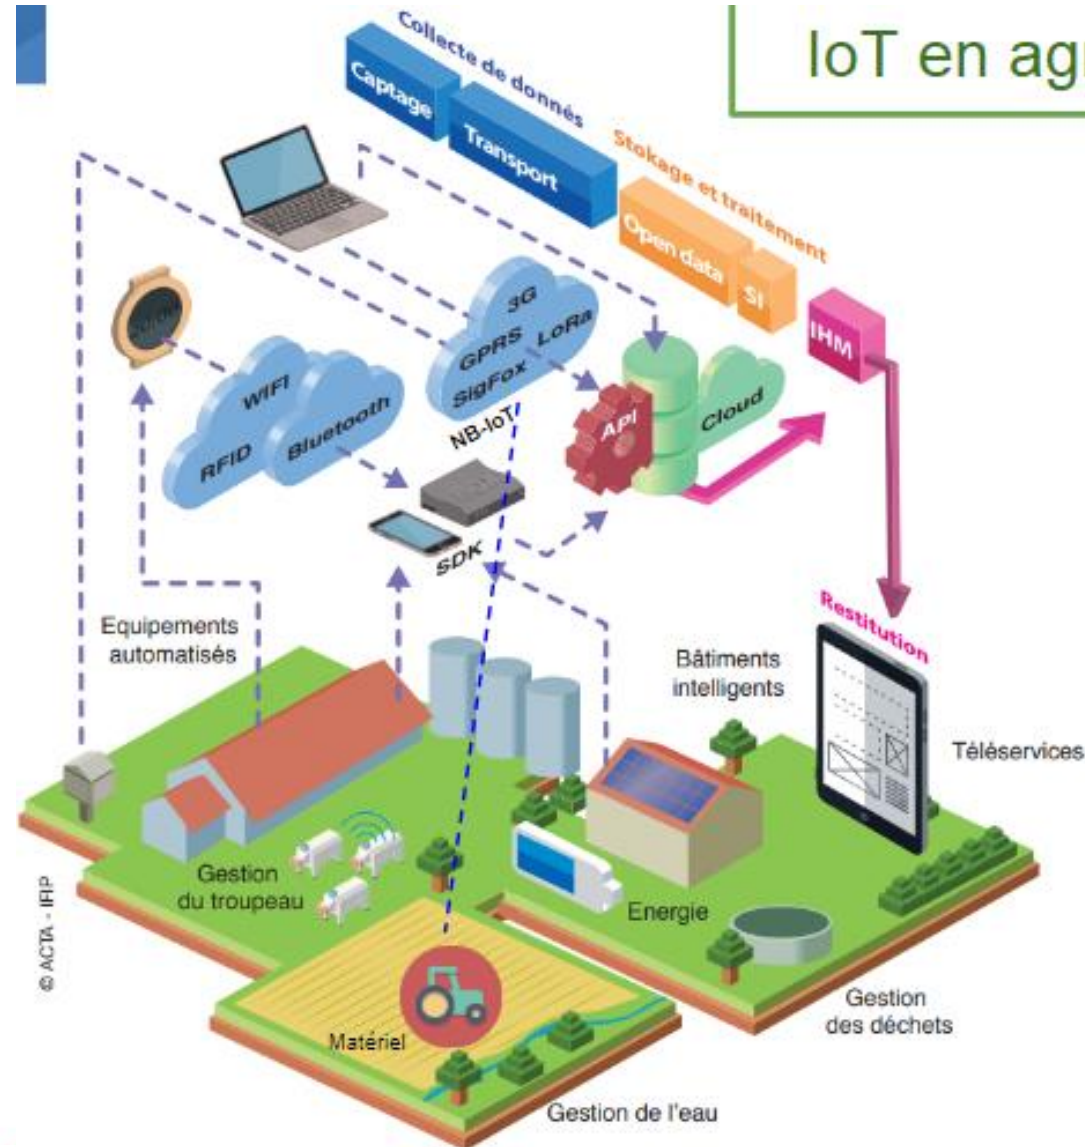 IoT en agr
Collecte de donnés
Captage
Transport
Stokage et traitement
Open data
SI
IHM
3G
GPRS
LoRa
SigFox
NB-IoT
WIFI
RFID
Bluetooth
API
Cloud
SDK
Restitution
Equipements
automatisés
Bâtiments
intelligents
Téléservices
Gestion
du troupeau
Energie
© ACTA - IFIP
Gestion
des déchets
Matériel
Gestion de l'eau